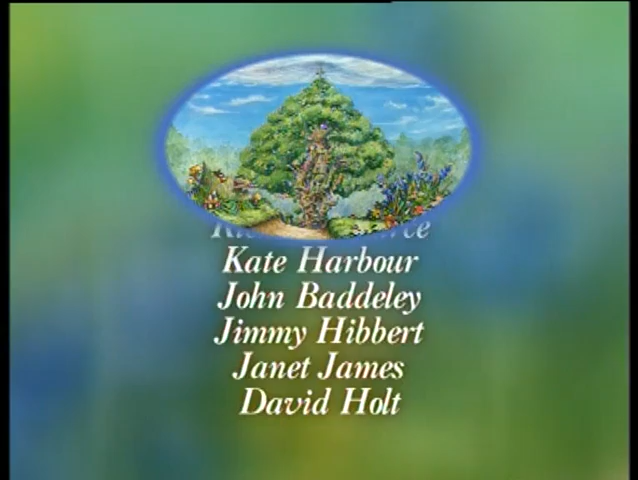 Kate Harbour
John Baddeley
Jimmy Hibbert
Janet James
David Holt